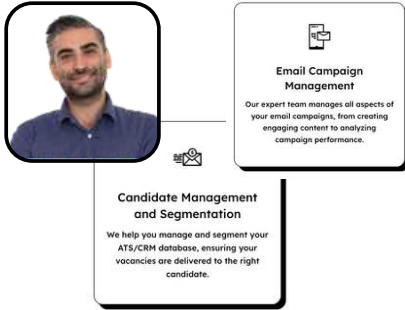 Email Campaign
Management
Our expert team manages all aspects of
your email campaigns, from creating
engaging content to analyzing
campaign performance.
Candidate Management
and Segmentation
We help you manage and segment your
ATS/CRM database, ensuring your
vacancies are delivered to the right
candidate.